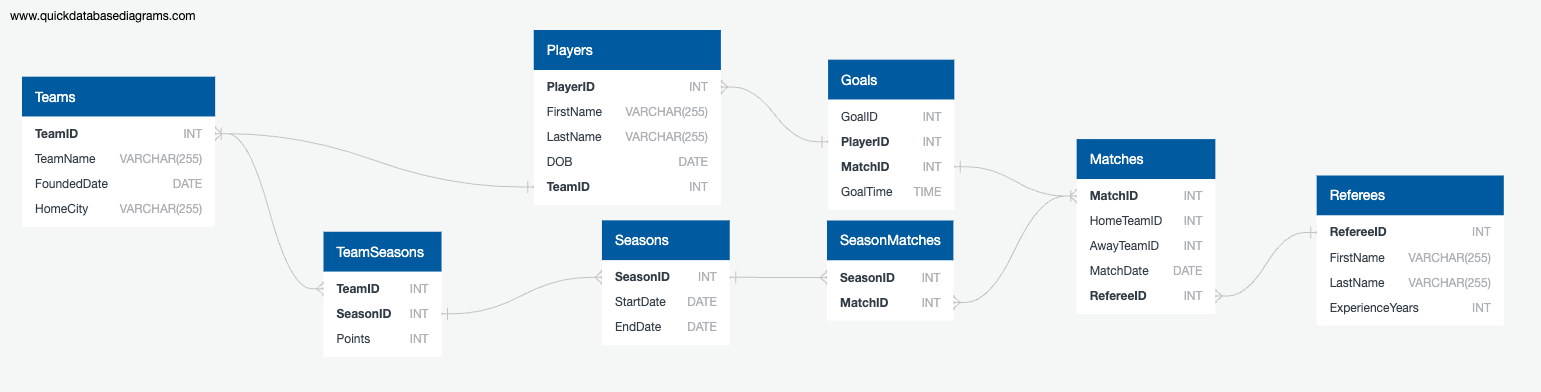 www.quickdatabasediagrams.com
Teams
TeamID INT
TeamName VARCHAR(255)
FoundedDate DATE
HomeCity VARCHAR(255)
TeamSeasons
TeamID INT
SeasonID INT
Points INT
Players
PlayerID INT
FirstName VARCHAR(255)
LastName VARCHAR(255)
DOB DATE
TeamID INT
Seasons
SeasonID INT
StartDate DATE
EndDate DATE
Goals
GoalID INT
PlayerID INT
MatchID INT
GoalTime TIME
SeasonMatches
SeasonID INT
MatchID INT
Matches
MatchID INT
HomeTeamID INT
AwayTeamID INT
MatchDate DATE
RefereeID INT
Referees
RefereeID INT
FirstName VARCHAR(255)
LastName VARCHAR(255)
ExperienceYears INT